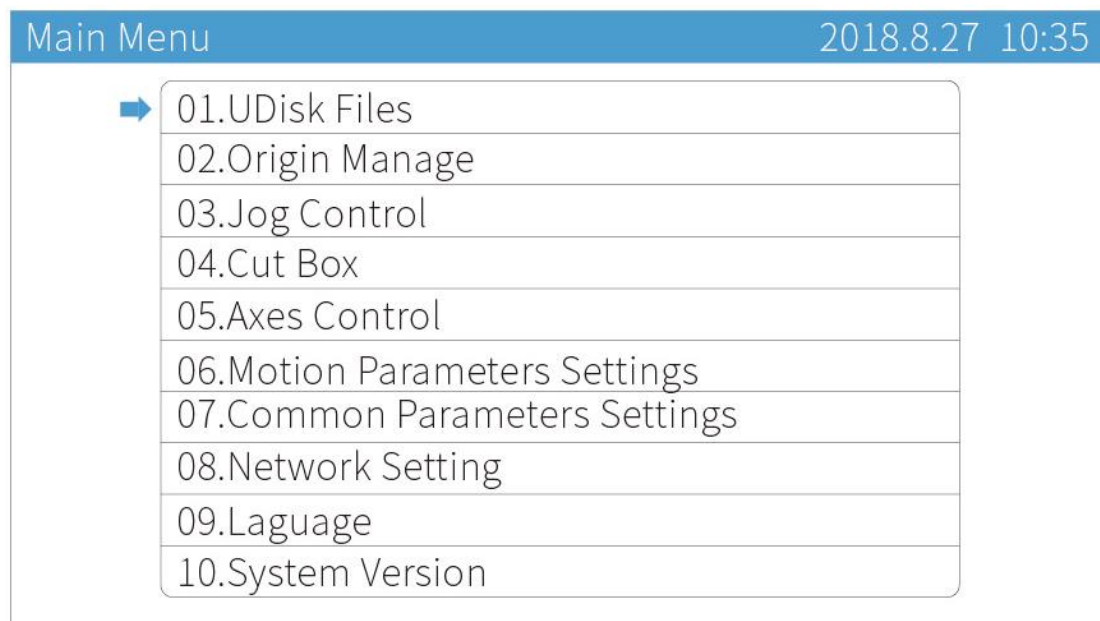 Main Menu 2018.8.27 10:35
01.UDisk Files
02.Origin Manage
03.Jog Control
04.Cut Box
05.Axes Control
06.Motion Parameters Settings
07.Common Parameters Settings
08.Network Setting
09.Laguage
10.System Version